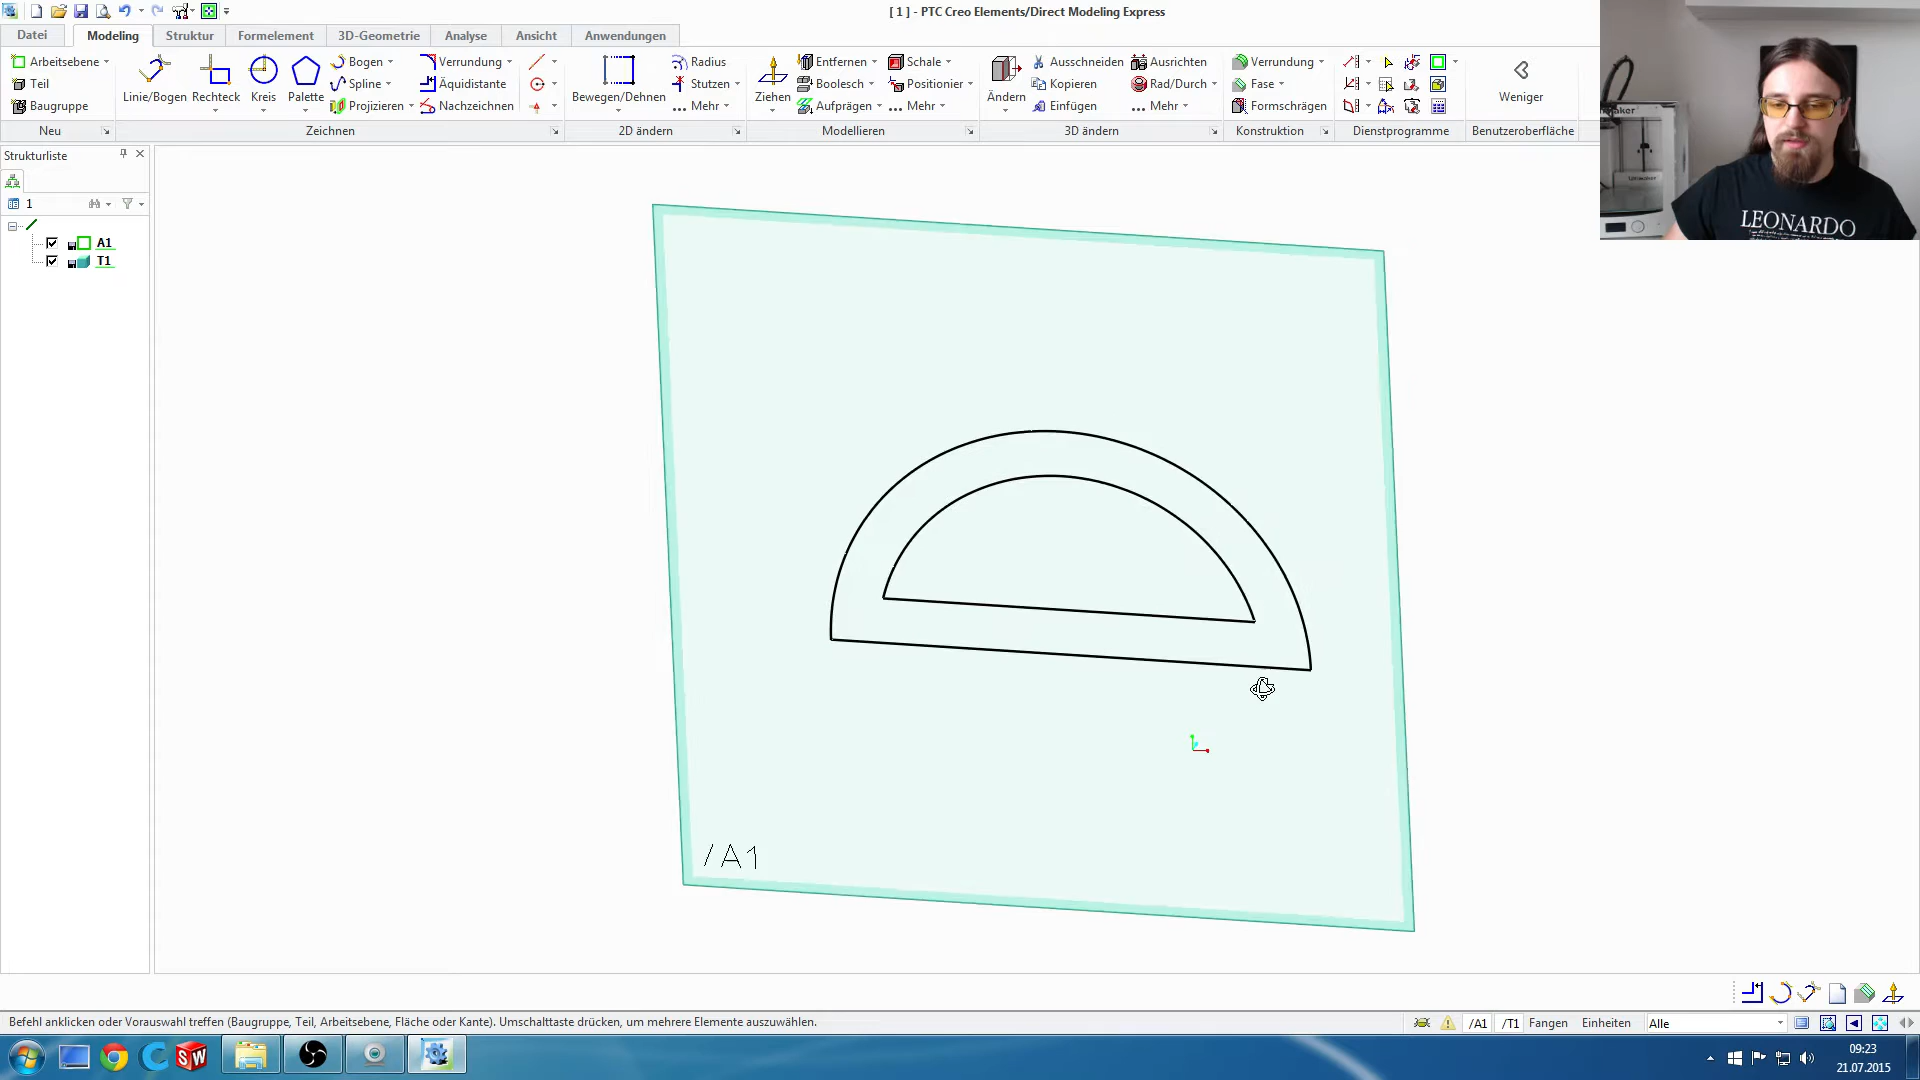 [ 1 ] - PTC Creo Elements/Direct Modeling Express
Datei Modeling Struktur Formelement 3D-Geometrie Analyse Ansicht Anwendungen
Arbeitsebene
Teil
Baugruppe
Neu
Linie/Bogen
Rechteck
Kreis
Palette
Bogen
Spline
Projizieren
Verrundung
Äquidistante
Nachzeichnen
Zeichnen
Bewegen/Dehnen
Radius
Stutzen
... Mehr
2D ändern
Ziehen
Entfernen
Boolesch
Aufprägen
Schale
Positionier
... Mehr
Modellieren
Ändern
Ausschneiden
Kopieren
Einfügen
Ausrichten
Rad/Durch
... Mehr
3D ändern
Verrundung
Fase
Formschrägen
Konstruktion
Dienstprogramme
Weniger
Benutzeroberfläche
Strukturliste
1
A1
T1
/A1
LEONARDO
Befehl anklicken oder Vorauswahl treffen (Baugruppe, Teil, Arbeitsebene, Fläche oder Kante). Umschalttaste drücken, um mehrere Elemente auszuwählen.
/A1 /T1 Fangen Einheiten Alle
SW
09:23
21.07.2015